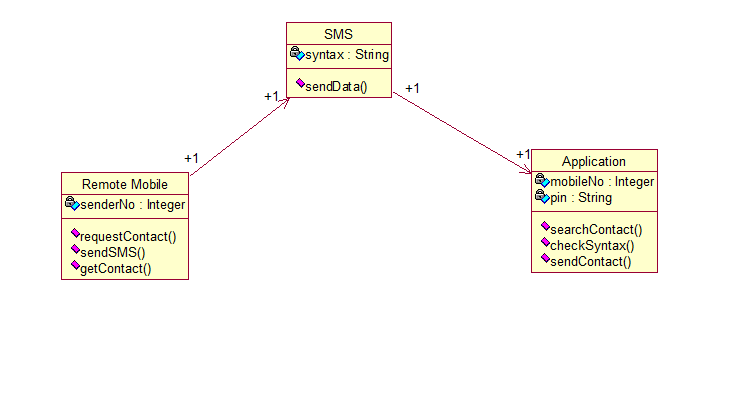 SMS
syntax : String
sendData()
+1
+1
+1
+1
Application
mobileNo : Integer
pin : String
searchContact()
checkSyntax()
sendContact()
Remote Mobile
senderNo : Integer
requestContact()
sendSMS()
getContact()